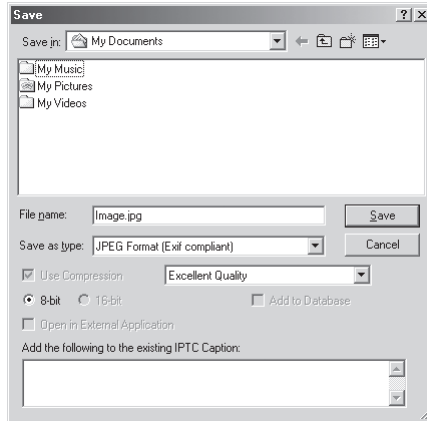 Save
Save in: My Documents
My Music
My Pictures
My Videos
File name: Image.jpg Save
Save as type: JPEG Format (Exif compliant) Cancel
Use Compression Excellent Quality
8-bit 16-bit Add to Database
Open in External Application
Add the following to the existing IPTC Caption: